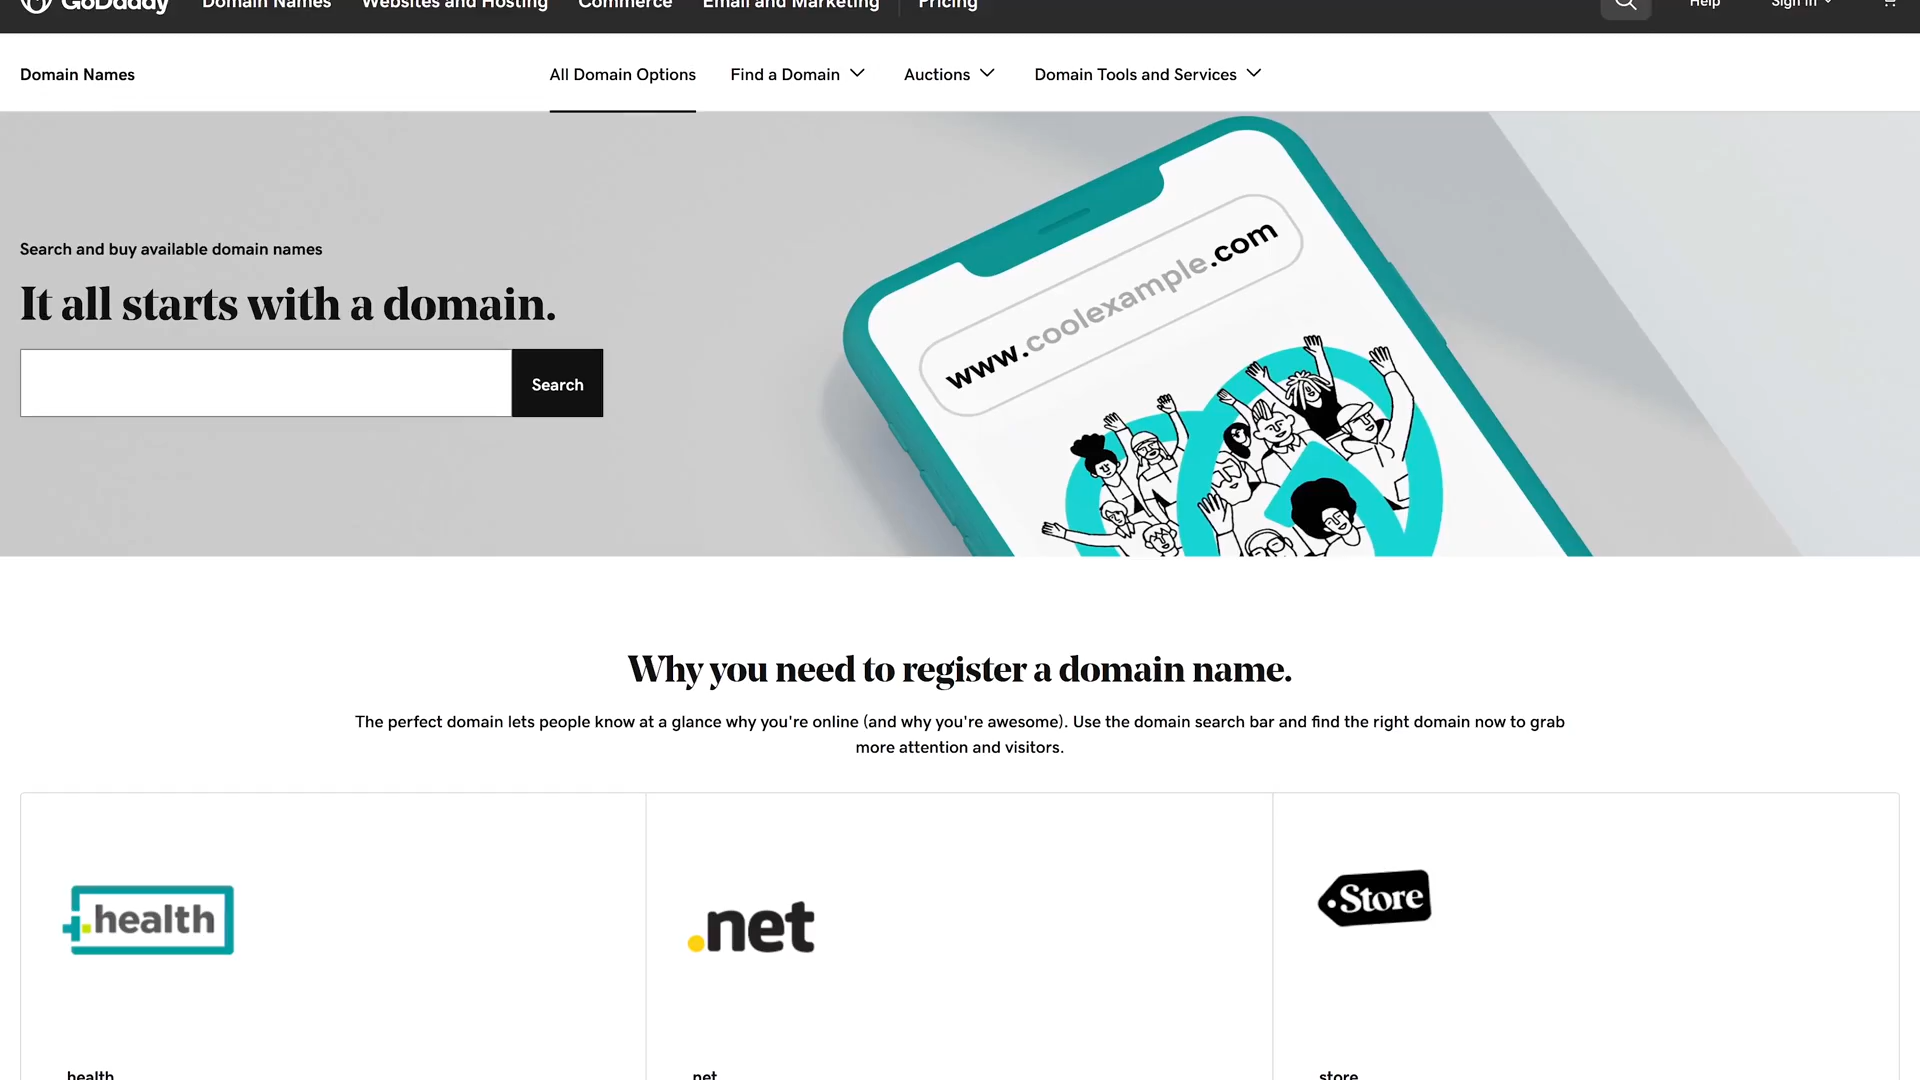 GoDaddy Domain Names Websites and Hosting Commerce Email and Marketing Pricing Help Sign In
Domain Names All Domain Options Find a Domain Auctions Domain Tools and Services
Search and buy available domain names
It all starts with a domain.
Search
www.coolexample.com
Why you need to register a domain name.
The perfect domain lets people know at a glance why you're online (and why you're awesome). Use the domain search bar and find the right domain now to grab
more attention and visitors.
.health
.net
.Store
health
.net
store